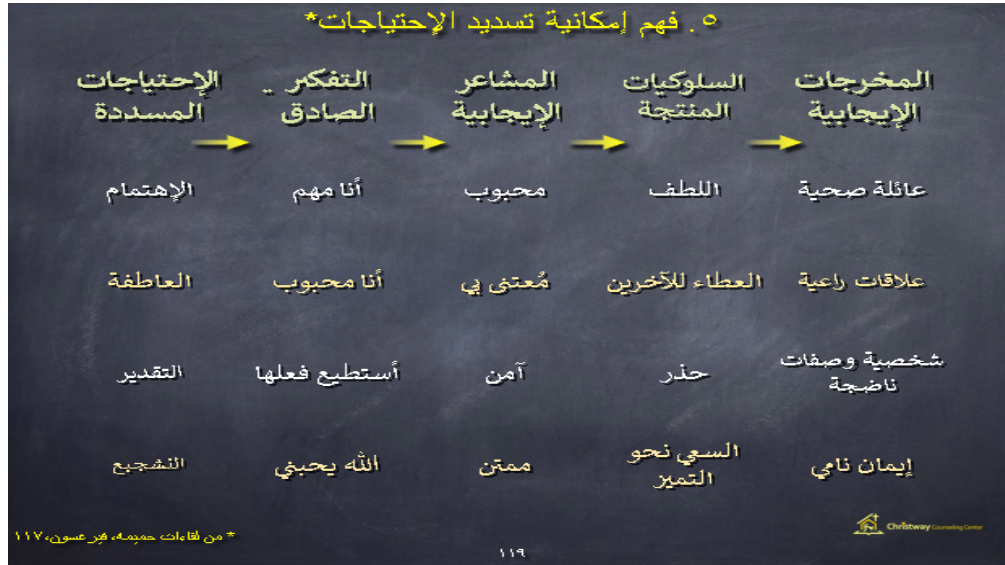 ٥. فهم إمكانية تسديد الإحتياجات*
المخرجات الإيجابية
السلوكيات المنتجة
المشاعر الإيجابية
التفكير الصادق
الإحتياجات المسددة
عائلة صحية
اللطف
محبوب
أنا مهم
الإهتمام
علاقات راعية
العطاء للآخرين
مُعتنى بي
أنا محبوب
العاطفة
شخصية وصفات
ناضجة
حذر
آمن
أستطيع فعلها
التقدير
إيمان نامي
السعي نحو
التميز
ممتن
الله يحبني
التشجيع
* من لقاءات حميمه، فرغسون، ١١٧
Christway Counseling Center
١١٩